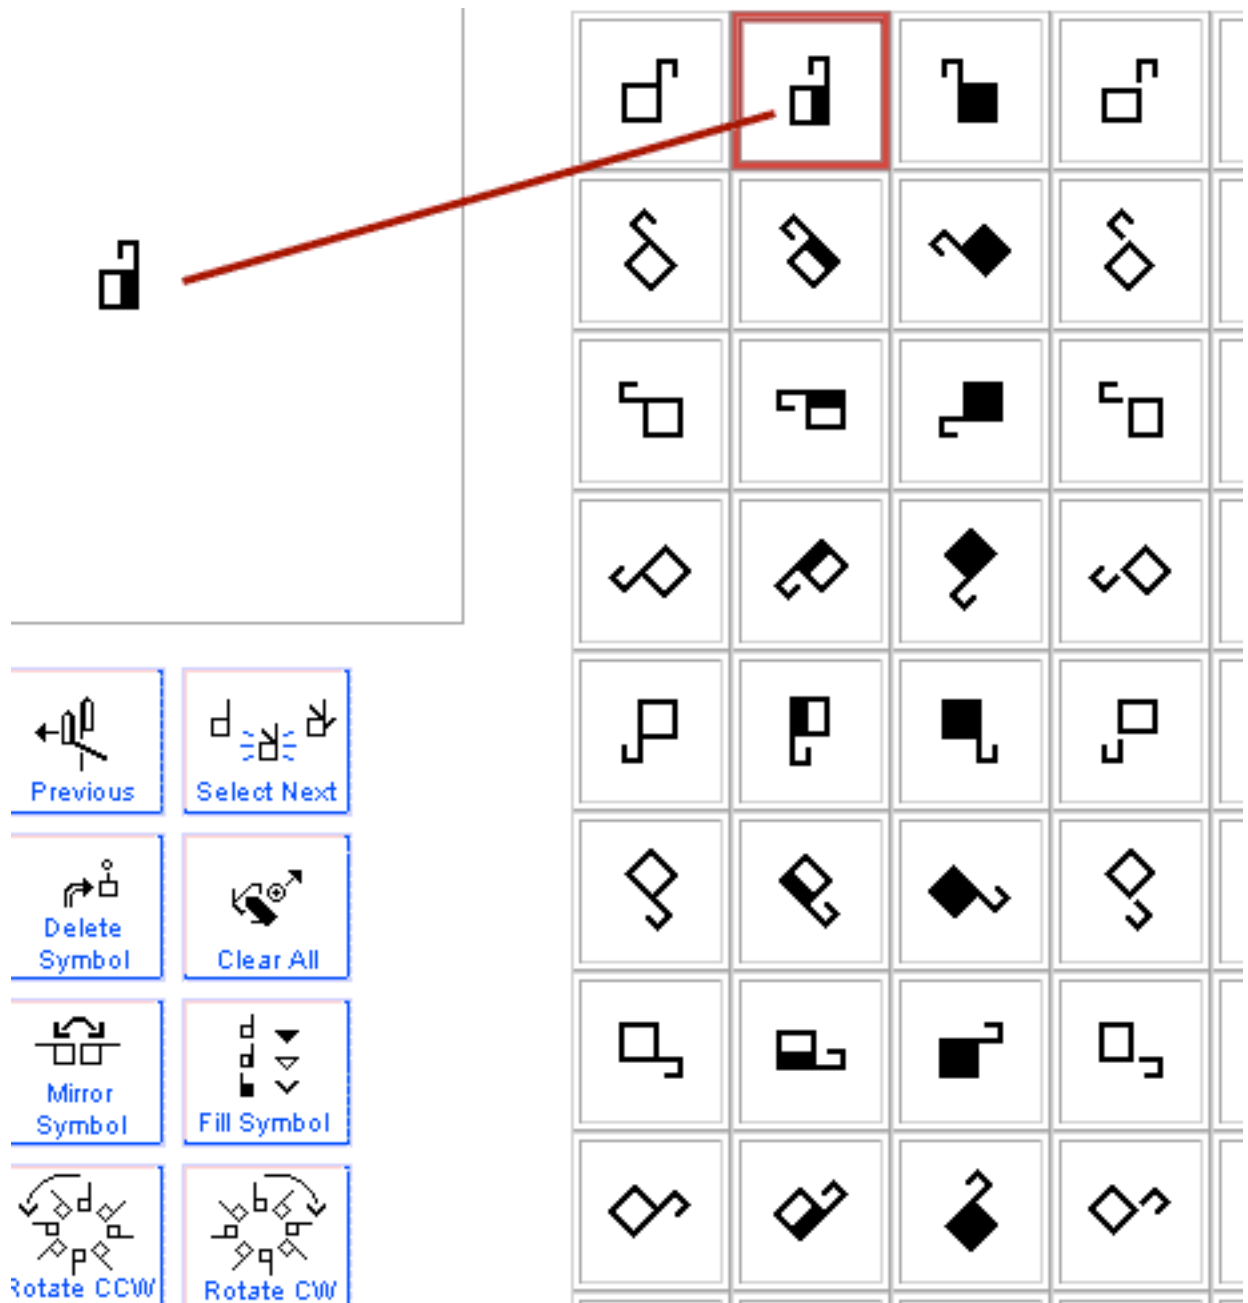 Previous
Select Next
Delete
Symbol
Clear All
Mirror
Symbol
Fill Symbol
Rotate CCW
Rotate CW